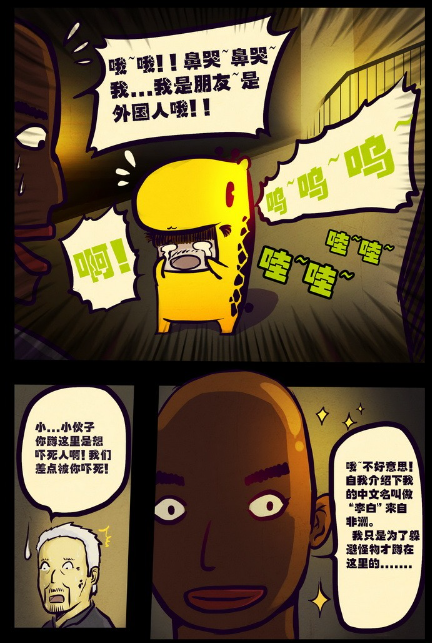 哦~哦!!鼻哭~鼻哭~
我...我是朋友~是
外国人哦!!
呜~呜~呜~
啊!
哇~哇~
哇~哇~
小...小伙子
你蹲这里是想
吓死人啊!我们
差点被你吓死!
哦~不好意思!
自我介绍下我
的中文名叫做
“李白”来自
非洲。
我只是为了躲
避怪物才蹲在
这里的.......